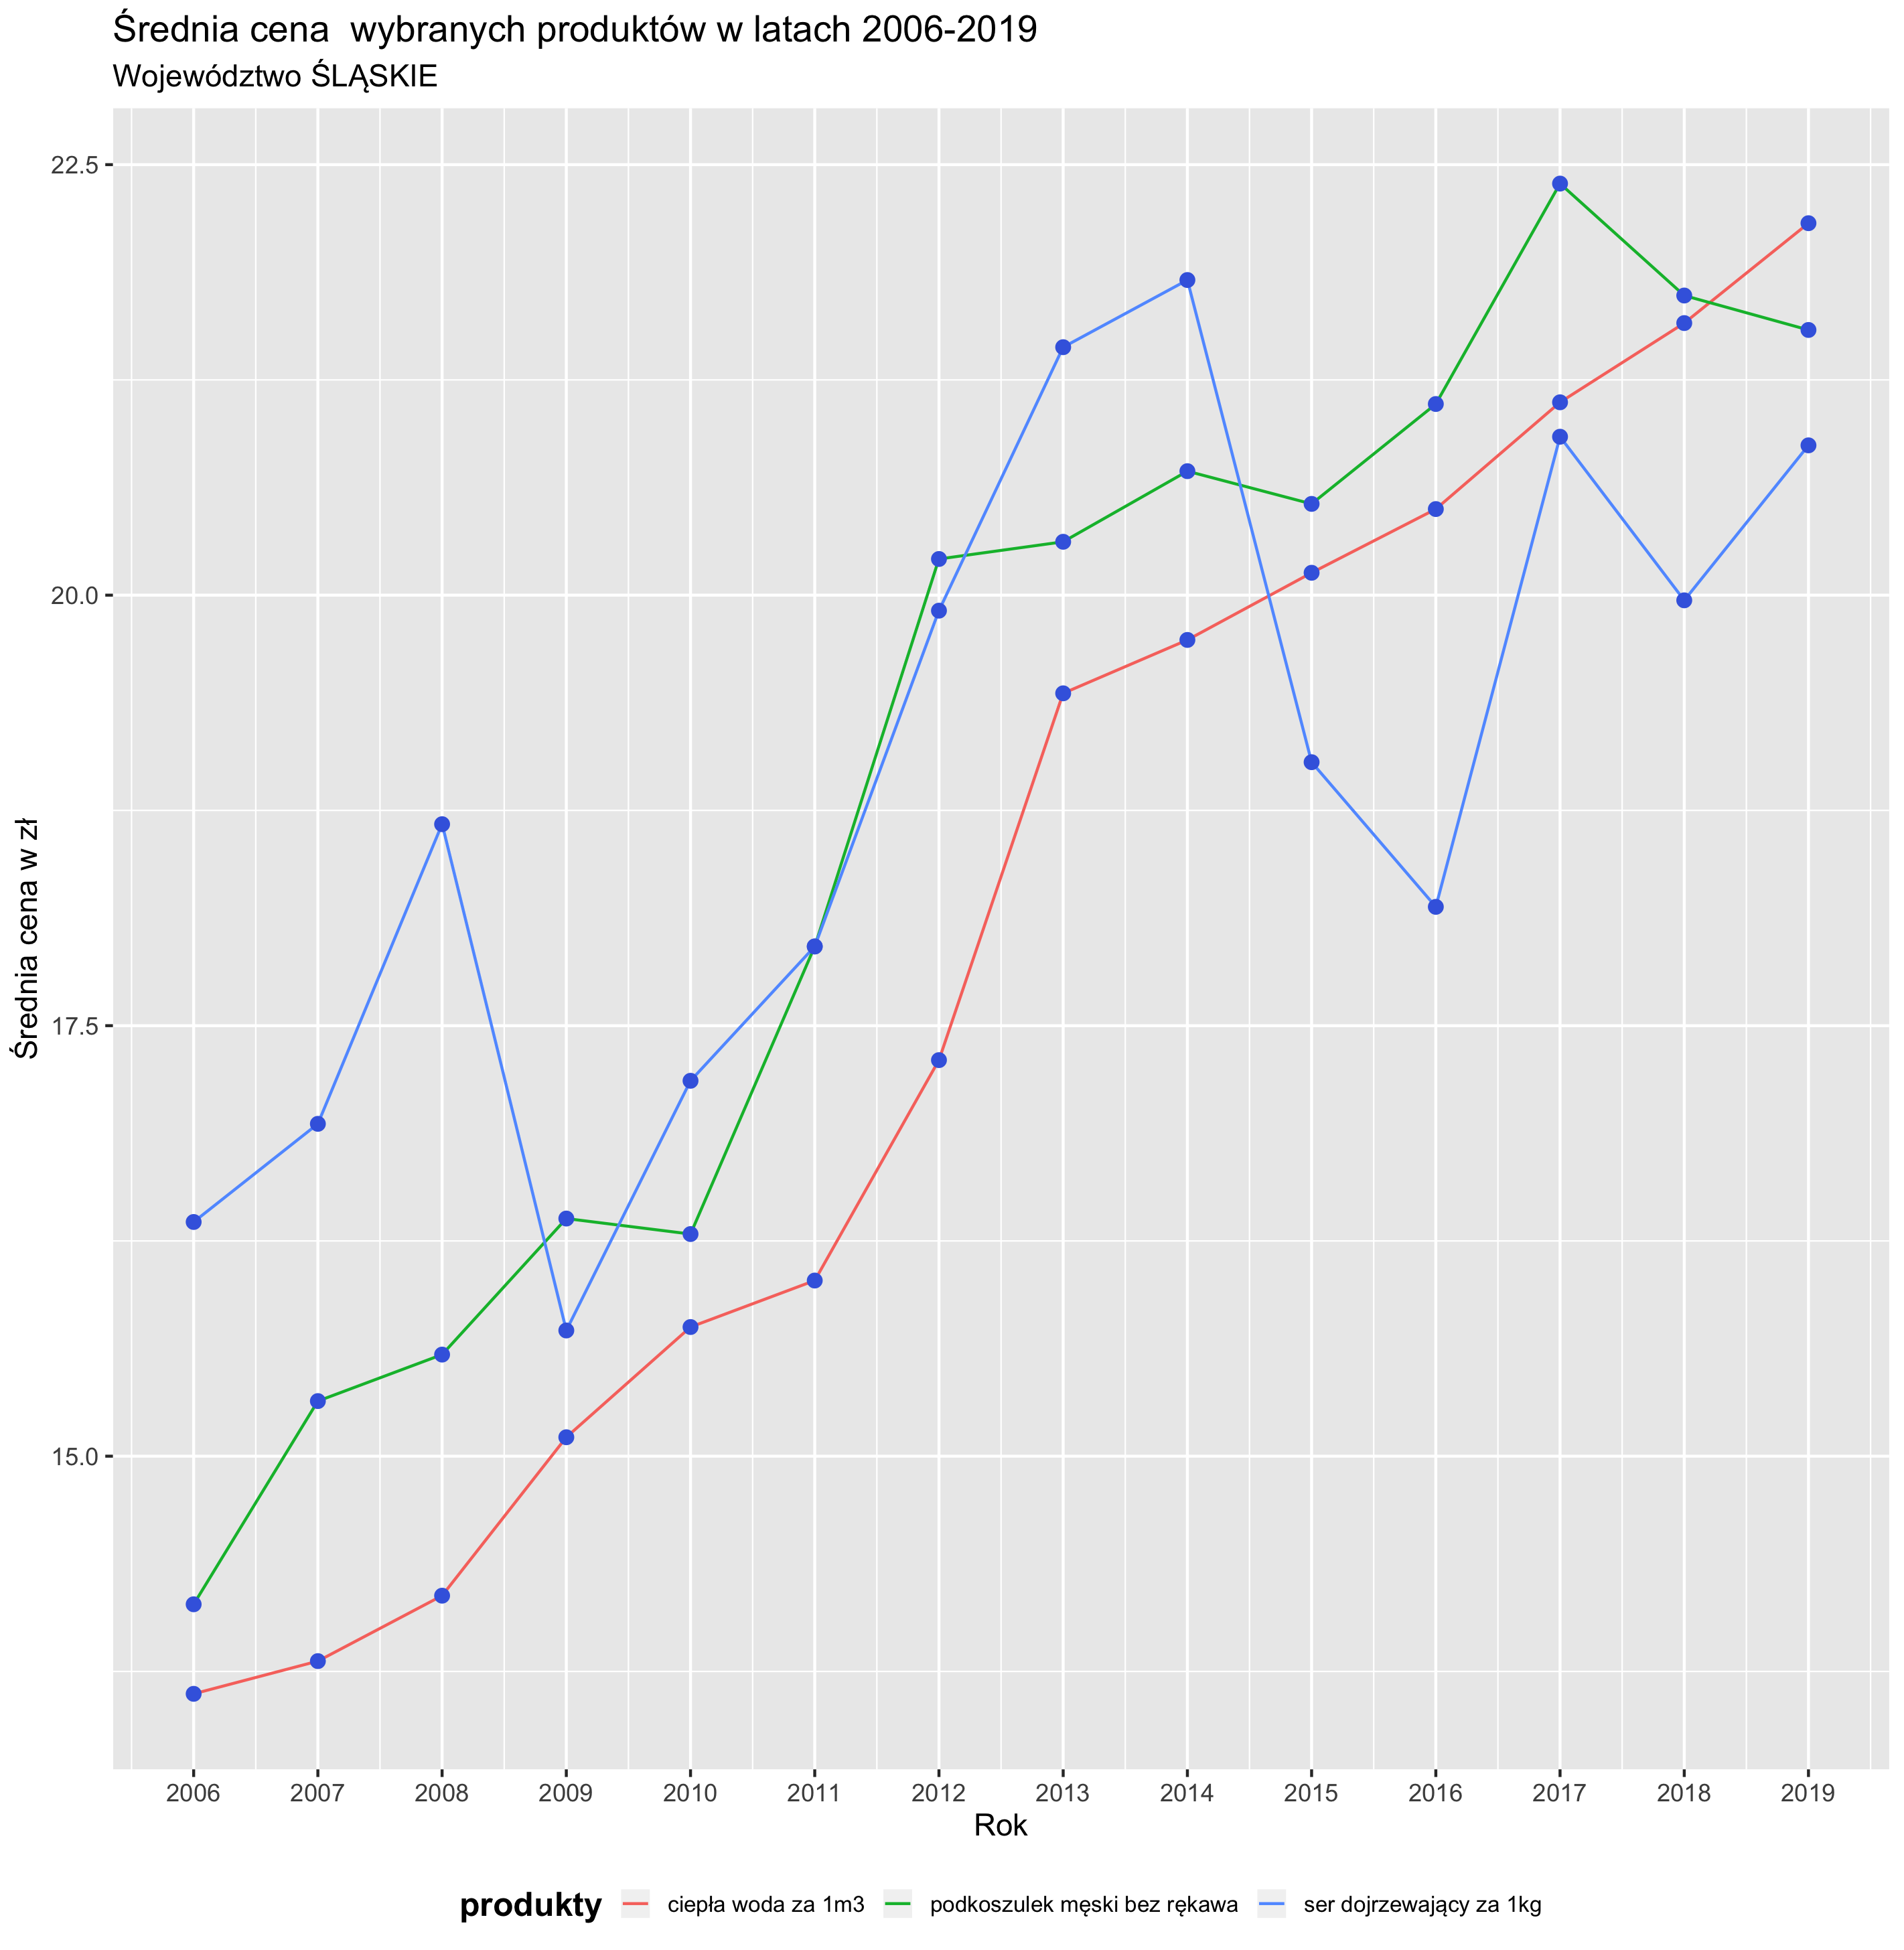 Średnia cena  wybranych produktów w latach 2006-2019
Województwo ŚLĄSKIE
22.5
20.0
17.5
15.0
Średnia cena w zł
2006 2007 2008 2009 2010 2011 2012 2013 2014 2015 2016 2017 2018 2019
Rok
produkty ciepła woda za 1m3 podkoszulek męski bez rękawa ser dojrzewający za 1kg